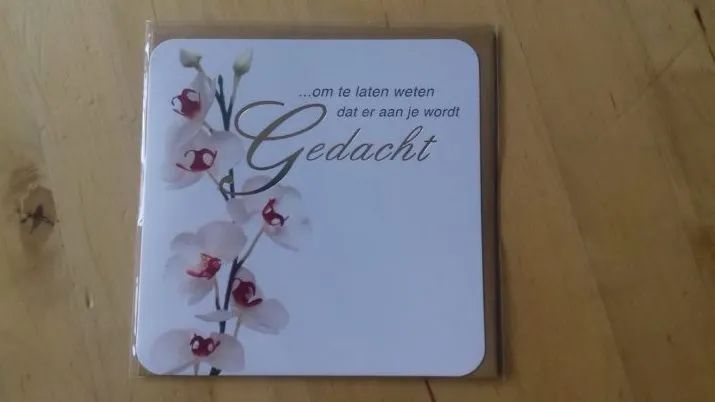 ...om te laten weten
dat er aan je wordt
Gedacht